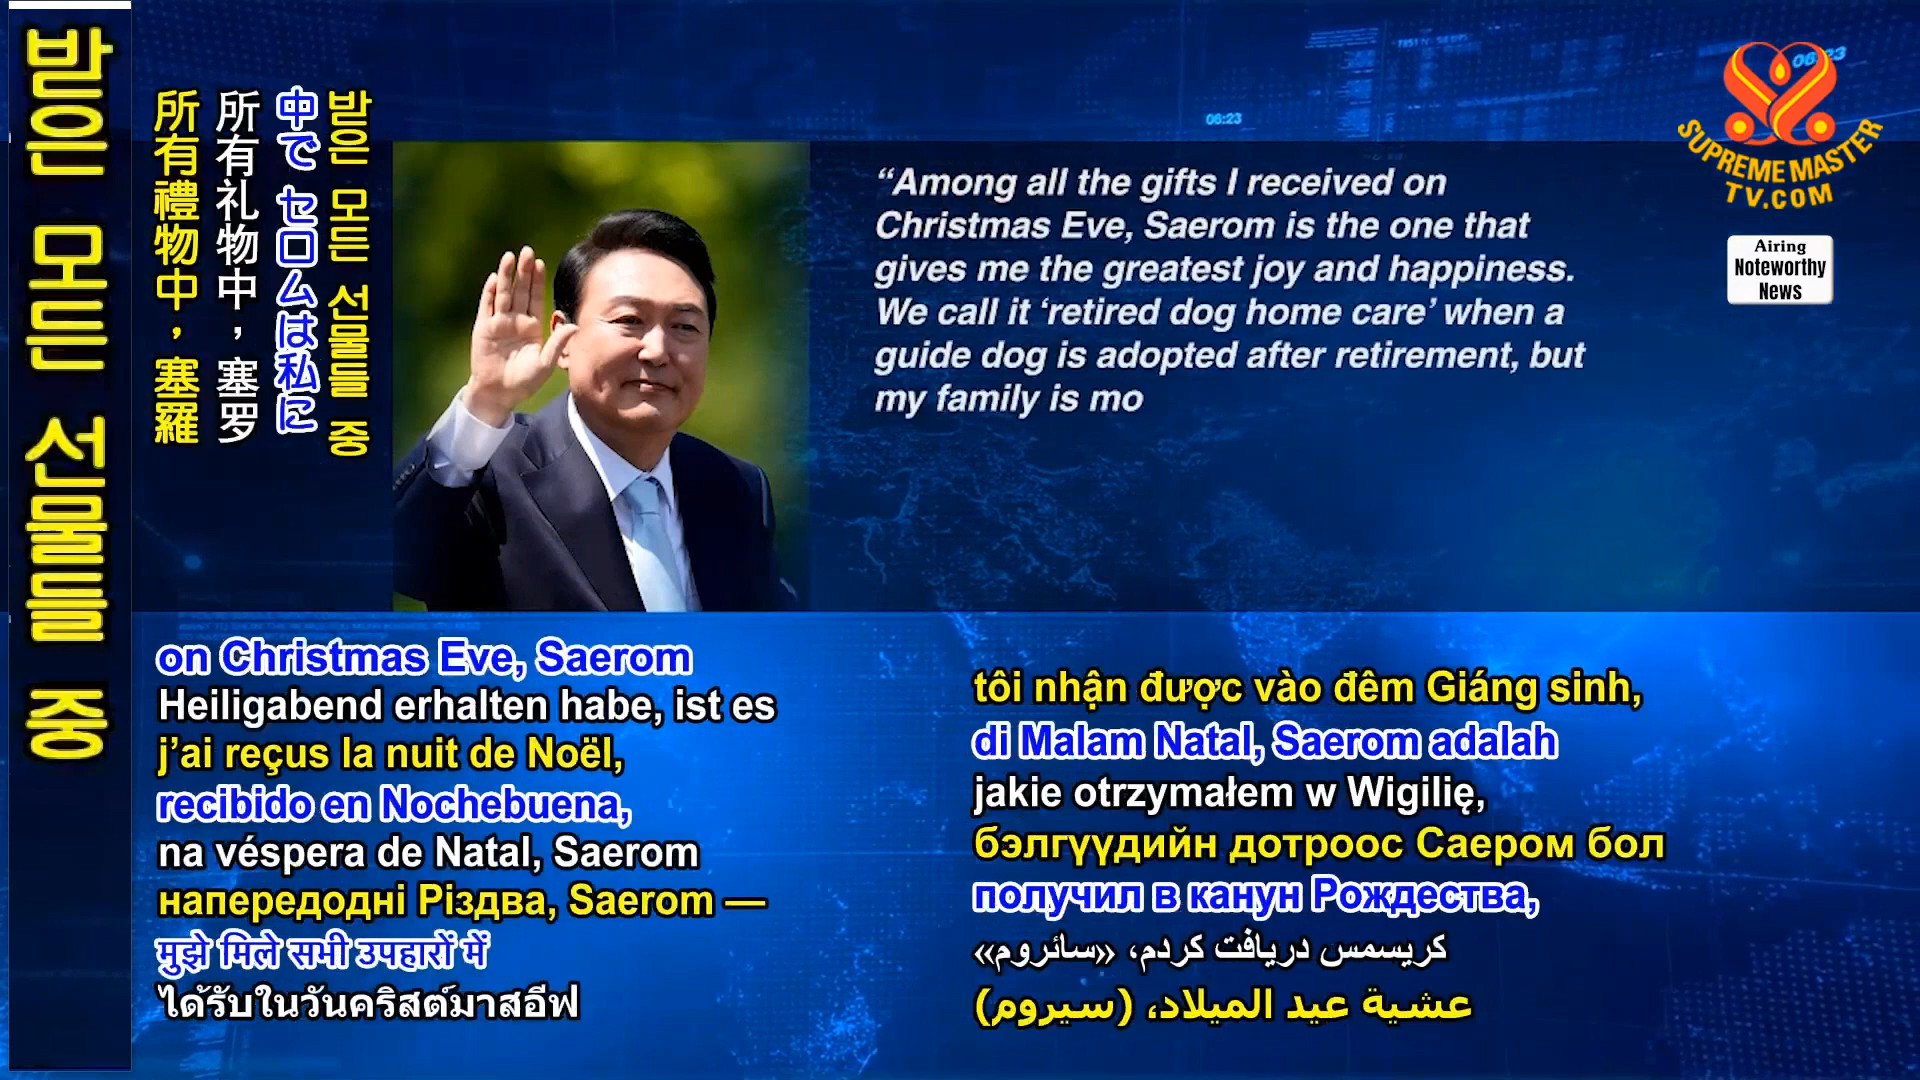 받은 모든 선물들 중
所有禮物中，塞羅
所有礼物中，塞罗
中で セロムは私に
받은 모든 선물들 중
06:23
06:23
SUPREME MASTER
TV.COM
Airing
Noteworthy
News
“Among all the gifts I received on
Christmas Eve, Saerom is the one that
gives me the greatest joy and happiness.
We call it ‘retired dog home care’ when a
guide dog is adopted after retirement, but
my family is mo
on Christmas Eve, Saerom
Heiligabend erhalten habe, ist es
j’ai reçus la nuit de Noël,
recibido en Nochebuena,
na véspera de Natal, Saerom
напередодні Різдва, Saerom —
मुझे मिले सभी उपहारों में
ได้รับในวันคริสต์มาสอีฟ
tôi nhận được vào đêm Giáng sinh,
di Malam Natal, Saerom adalah
jakie otrzymałem w Wigilię,
бэлгүүдийн дотроос Саером бол
получил в канун Рождества,
کریسمس دریافت کردم، «سائروم»
عشية عيد الميلاد، (سيروم)